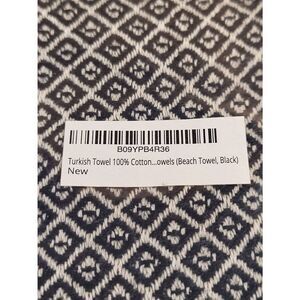 B09YPB4R36
Turkish Towel 100% Cotton...owels (Beach Towel, Black)
New